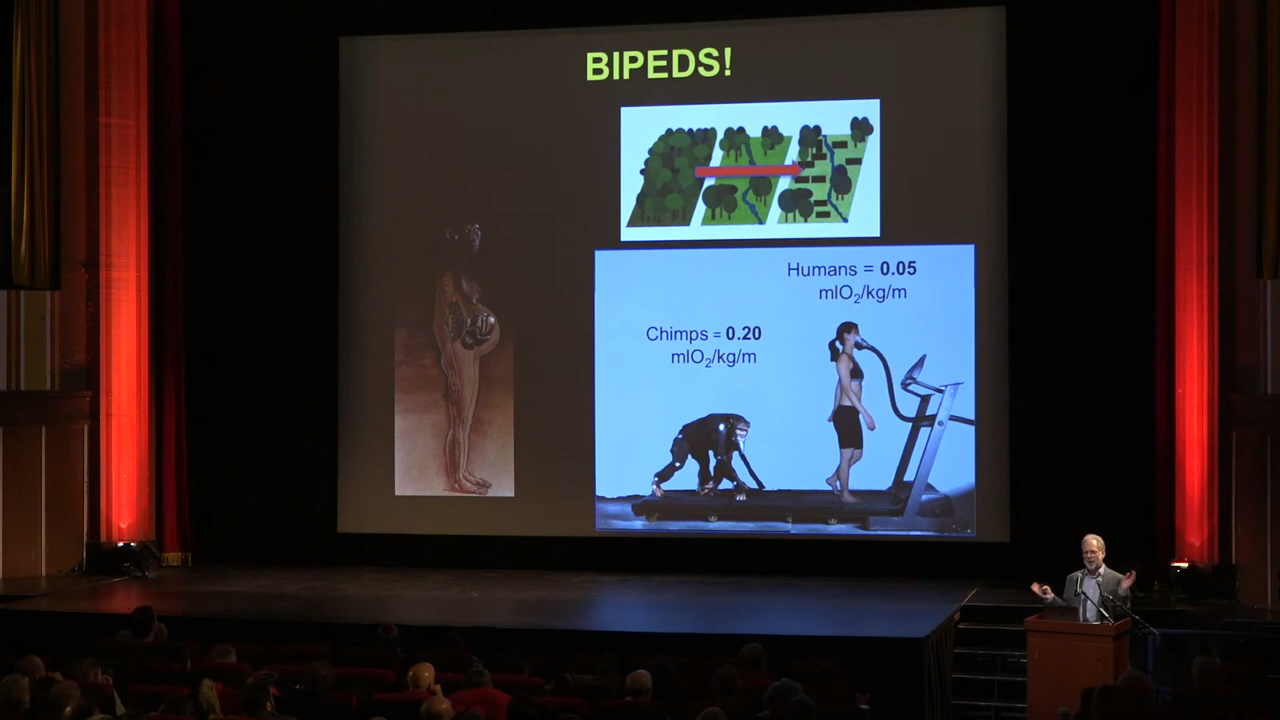 BIPEDS!
Humans = 0.05
mlO₂/kg/m
Chimps = 0.20
mlO₂/kg/m